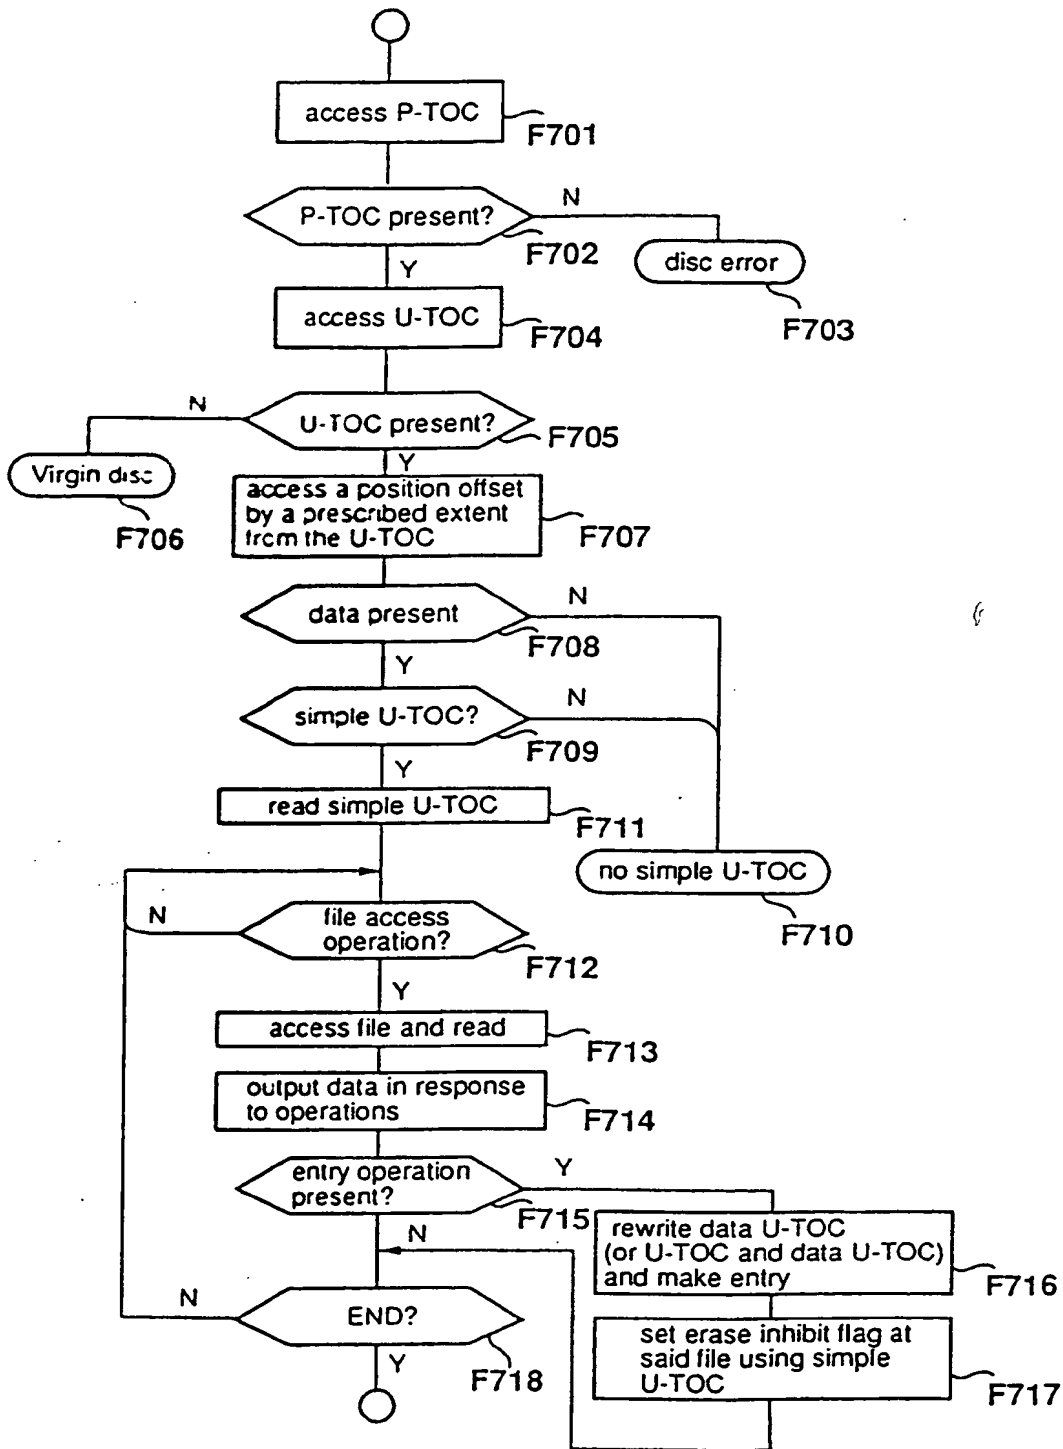 access P-TOC
F701
P-TOC present?
N
F702
Y
disc error
F703
access U-TOC
F704
N
U-TOC present?
F705
Y
Virgin disc
F706
access a position offset
by a prescribed extent
from the U-TOC
F707
data present
N
F708
Y
simple U-TOC?
N
F709
Y
read simple U-TOC
F711
no simple U-TOC
F710
N
file access
operation?
F712
Y
access file and read
F713
output data in response
to operations
F714
entry operation
present?
Y
F715
N
rewrite data U-TOC
(or U-TOC and data U-TOC)
and make entry
F716
N
END?
F718
Y
set erase inhibit flag at
said file using simple
U-TOC
F717